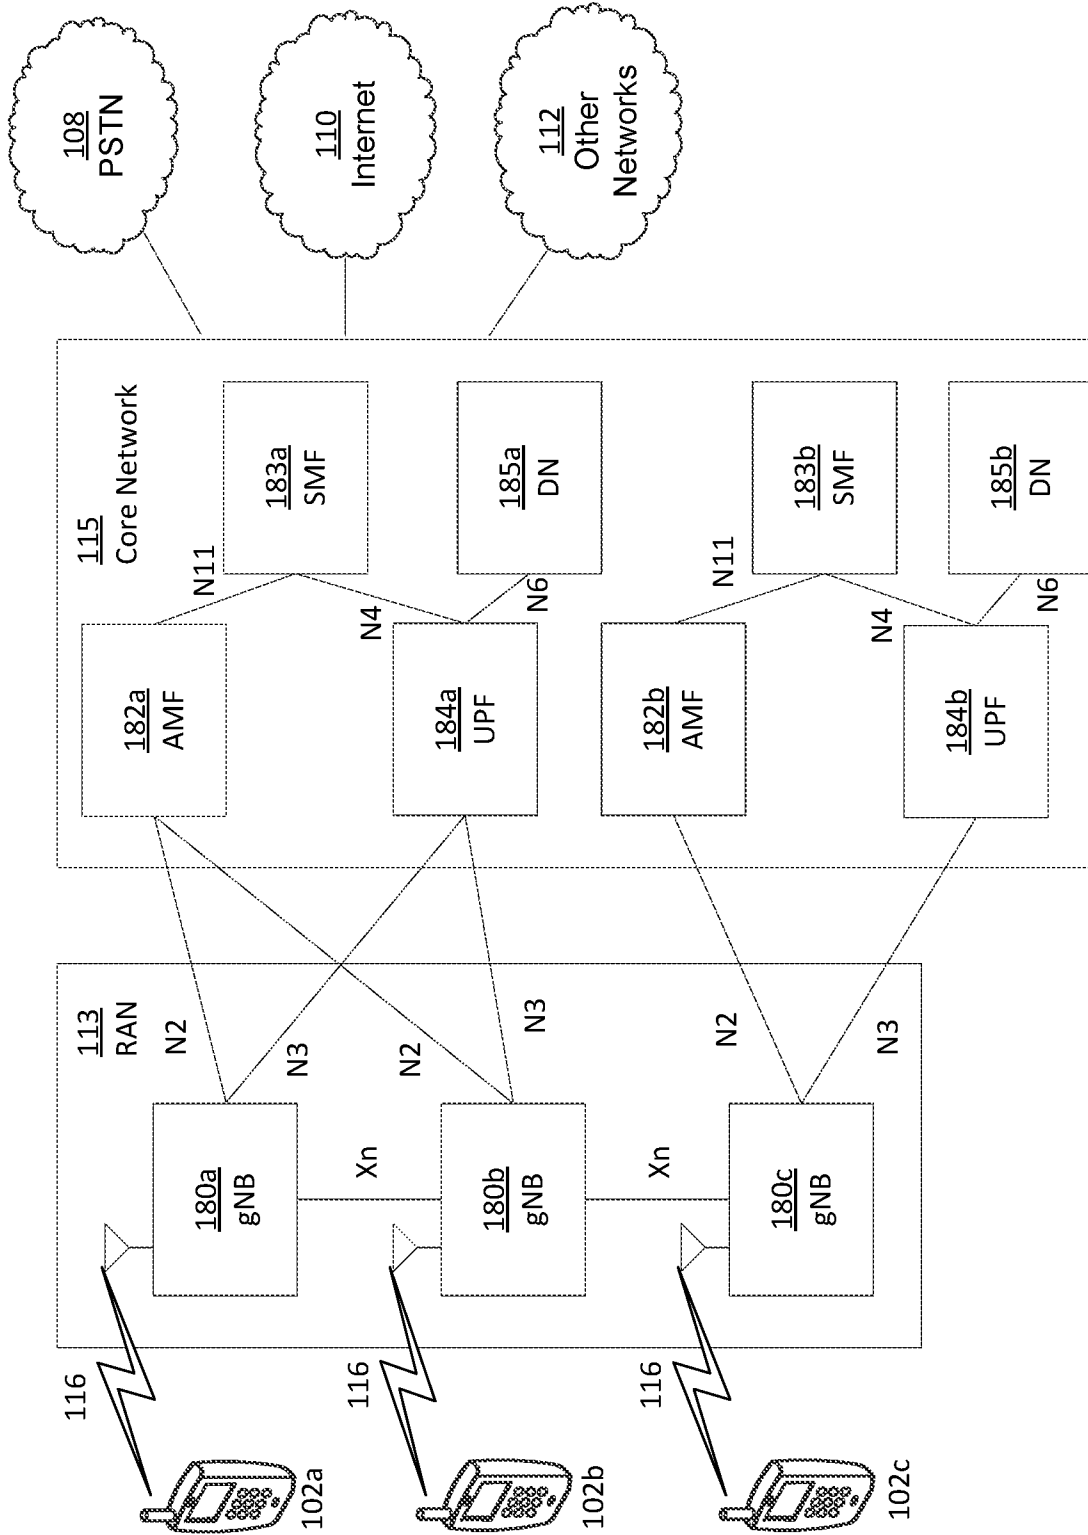 102a
102b
102c
116
116
116
113
RAN
180a
gNB
Xn
180b
gNB
Xn
180c
gNB
N2
N3
N2
N3
N2
N3
115
Core Network
182a
AMF
N11
183a
SMF
N4
184a
UPF
N6
185a
DN
182b
AMF
N11
183b
SMF
N4
184b
UPF
N6
185b
DN
108
PSTN
110
Internet
112
Other
Networks